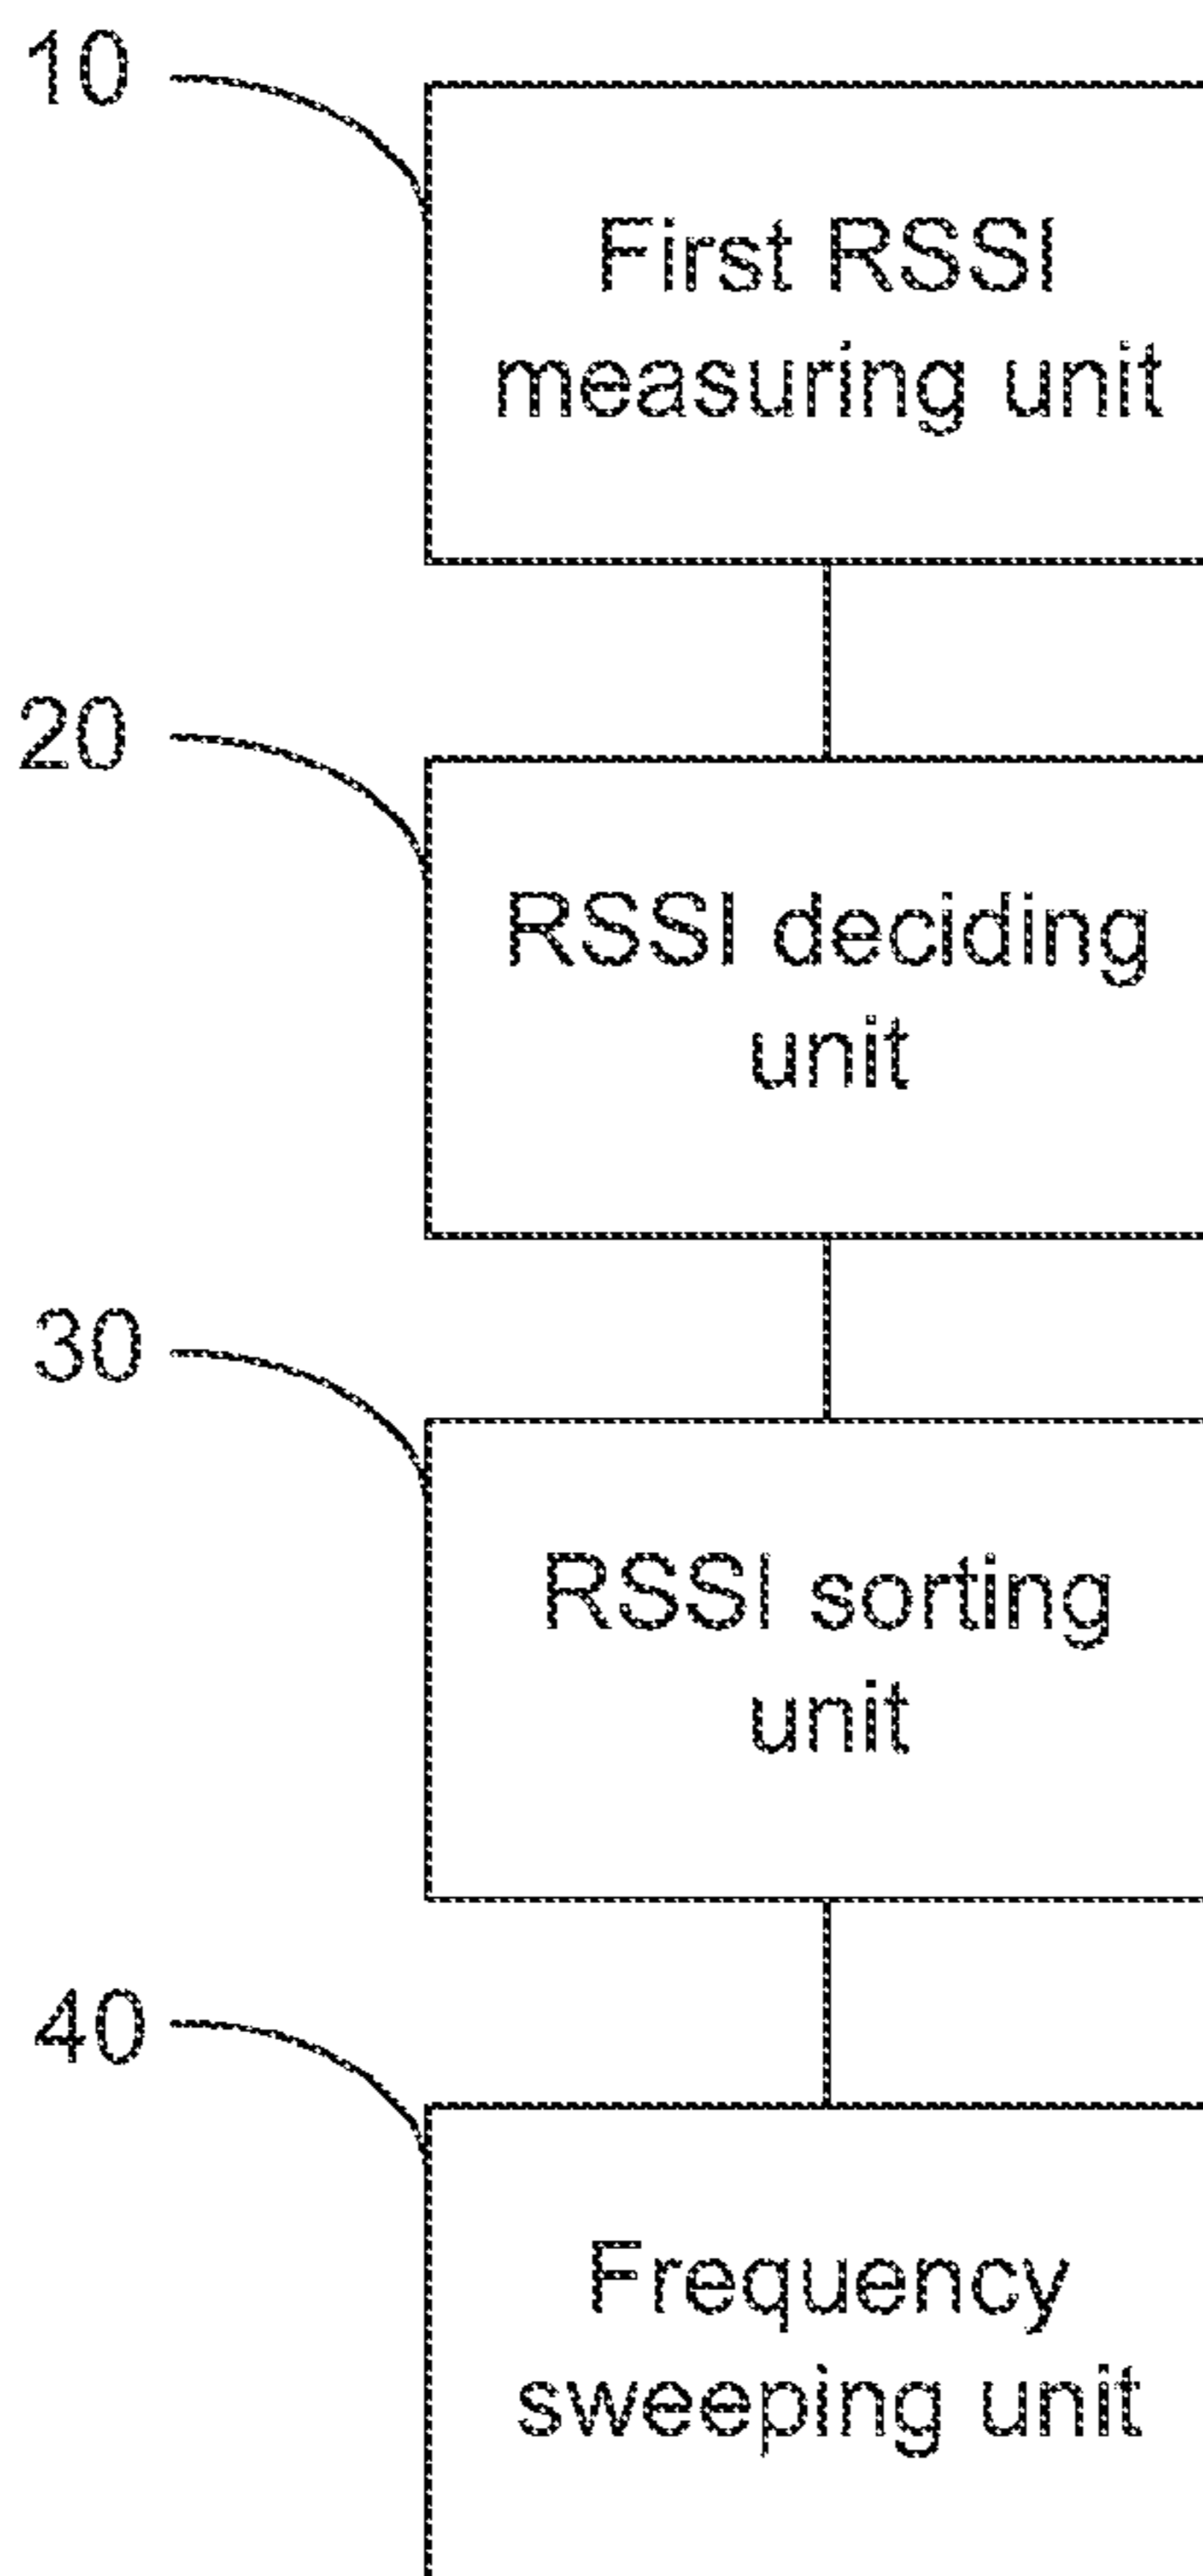 10
First RSSI
measuring unit
20
RSSI deciding
unit
30
RSSI sorting
unit
40
Frequency
sweeping unit